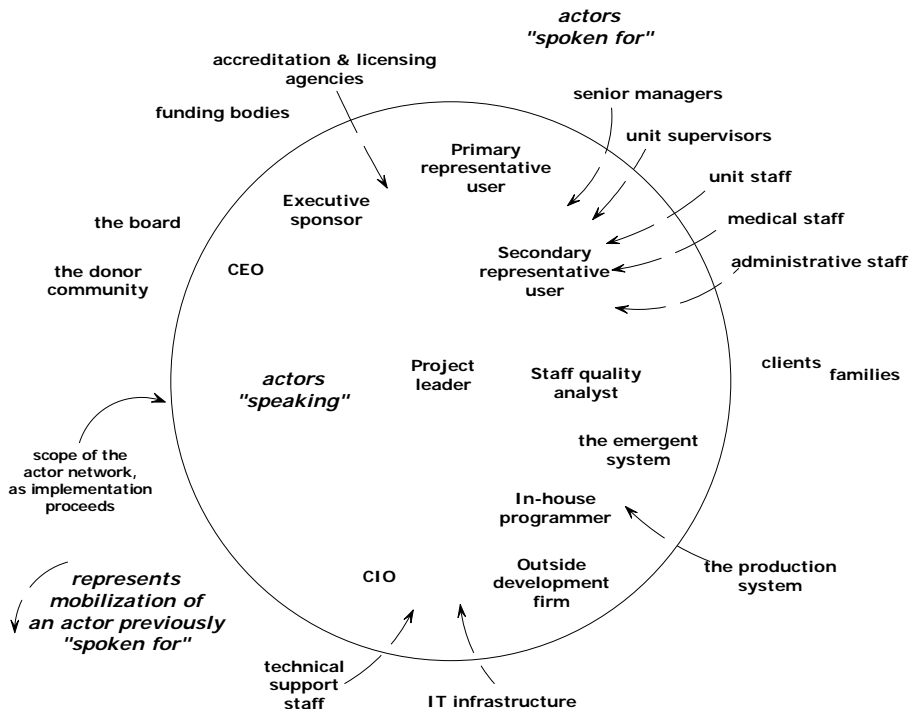 actors
"spoken for"
accreditation & licensing
agencies
funding bodies
senior managers
unit supervisors
Primary
representative
user
unit staff
Executive
sponsor
medical staff
the board
CEO
Secondary
representative
user
administrative staff
the donor
community
Project
leader
Staff quality
analyst
clients
families
actors
"speaking"
the emergent
system
scope of the
actor network,
as implementation
proceeds
In-house
programmer
the production
system
CIO
Outside
development
firm
represents
mobilization of
an actor previously
"spoken for"
technical
support
staff
IT infrastructure